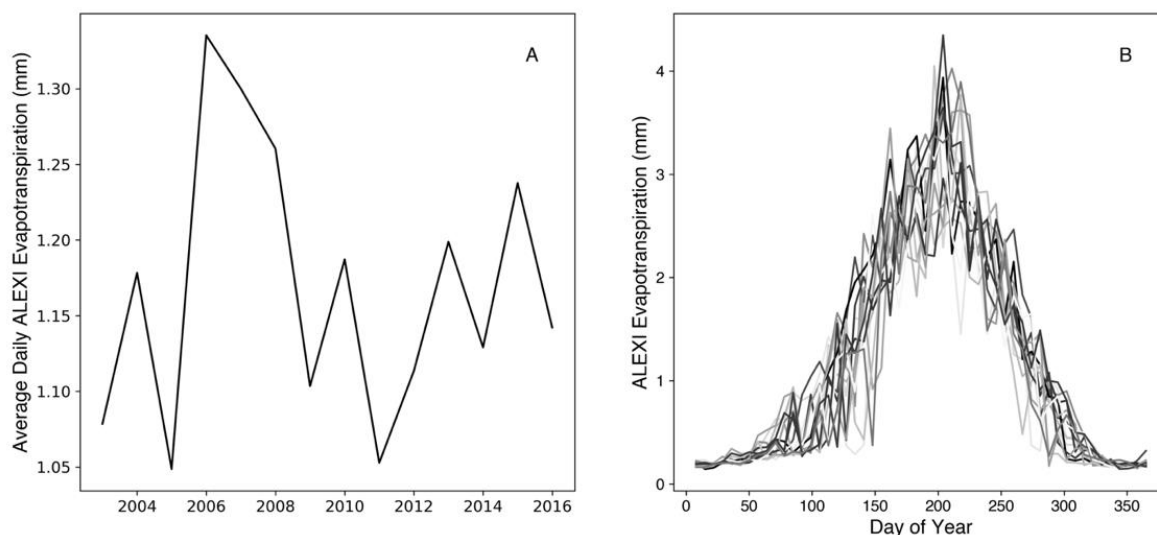 A
Average Daily ALEXI Evapotranspiration (mm)
1.30
1.25
1.20
1.15
1.10
1.05
2004 2006 2008 2010 2012 2014 2016
B
ALEXI Evapotranspiration (mm)
4
3
2
1
0
0 50 100 150 200 250 300 350
Day of Year